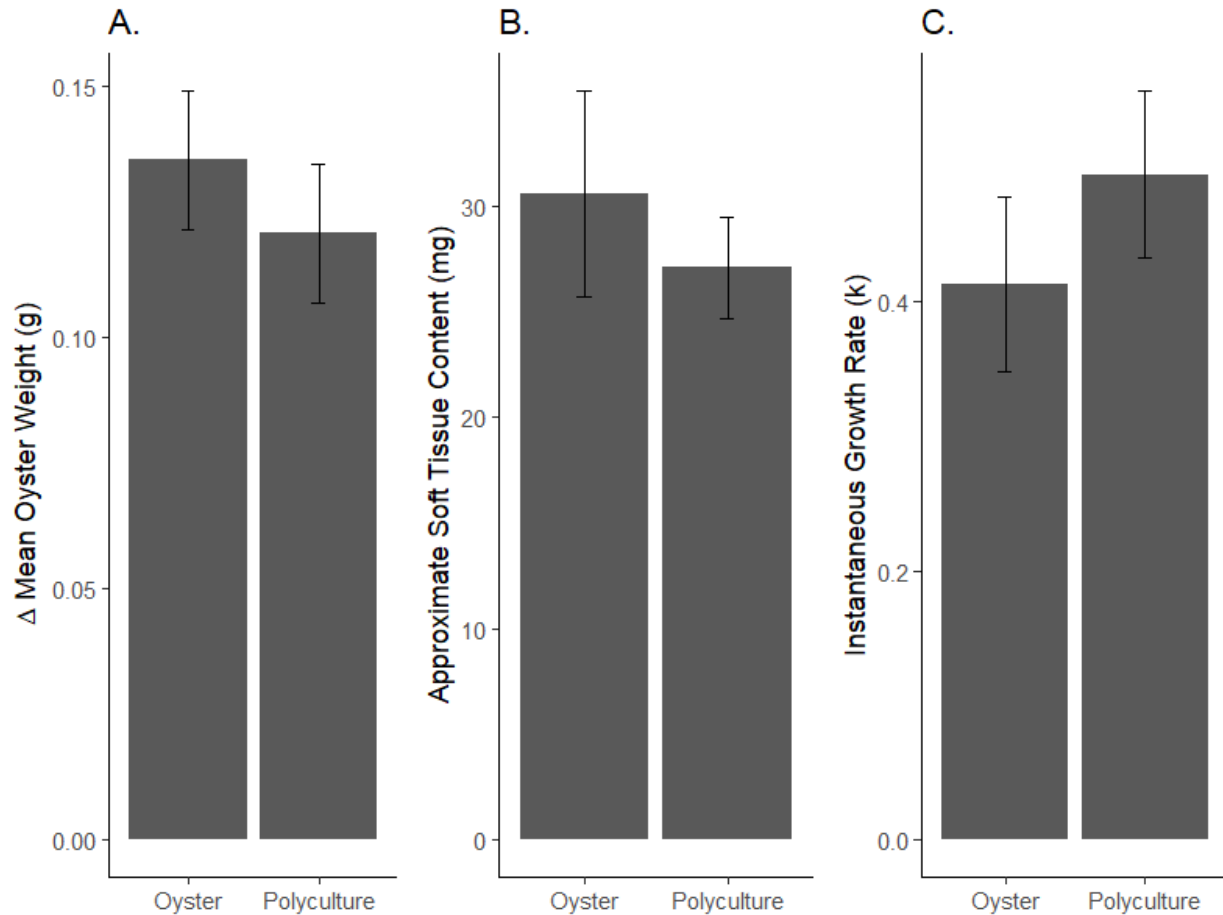 A.
Δ Mean Oyster Weight (g)
0.15
0.10
0.05
0.00
Oyster
Polyculture
B.
Approximate Soft Tissue Content (mg)
30
20
10
0
Oyster
Polyculture
C.
Instantaneous Growth Rate (k)
0.4
0.2
0.0
Oyster
Polyculture